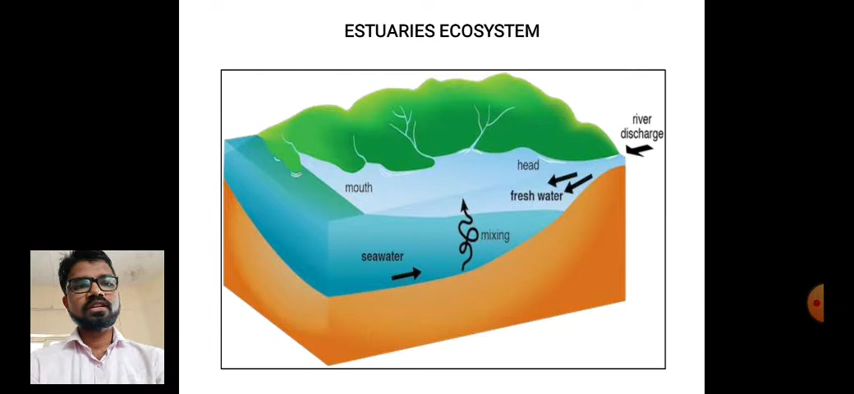 ESTUARIES ECOSYSTEM
river
discharge
head
mouth
fresh water
mixing
seawater